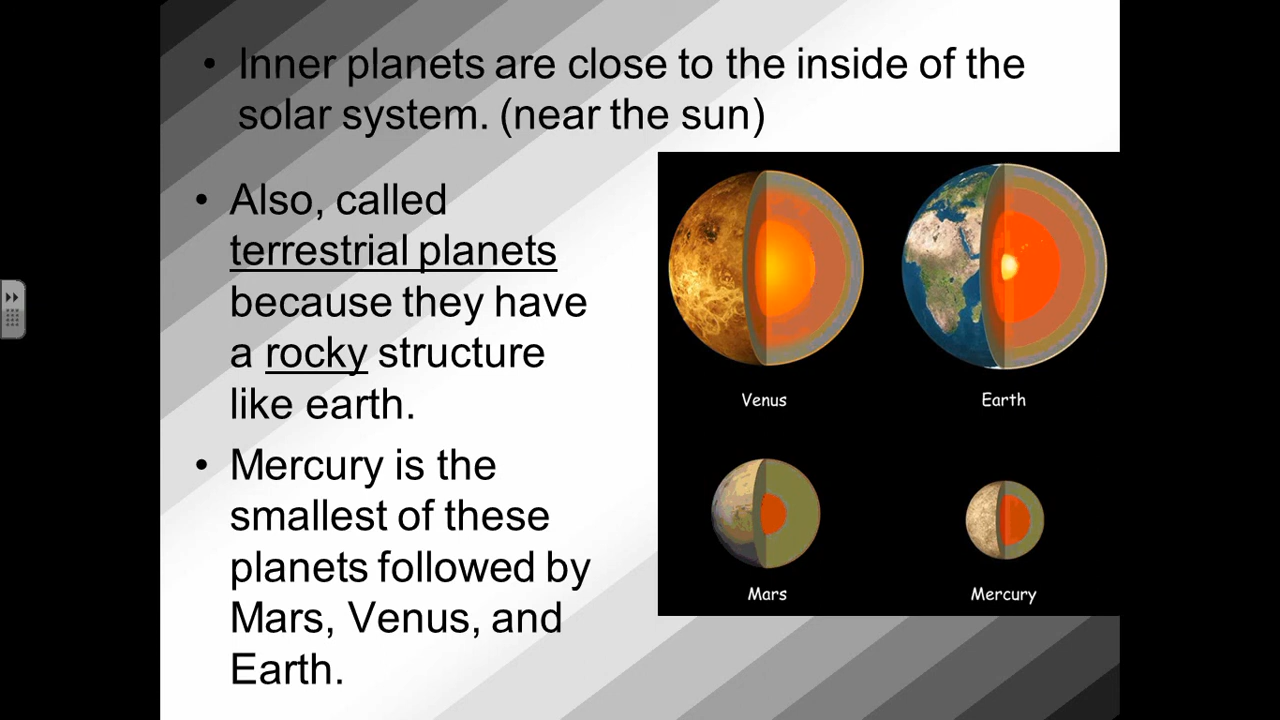 • Inner planets are close to the inside of the
solar system. (near the sun)
• Also, called
terrestrial planets
because they have
a rocky structure
like earth.
• Mercury is the
smallest of these
planets followed by
Mars, Venus, and
Earth.
Venus
Earth
Mars
Mercury